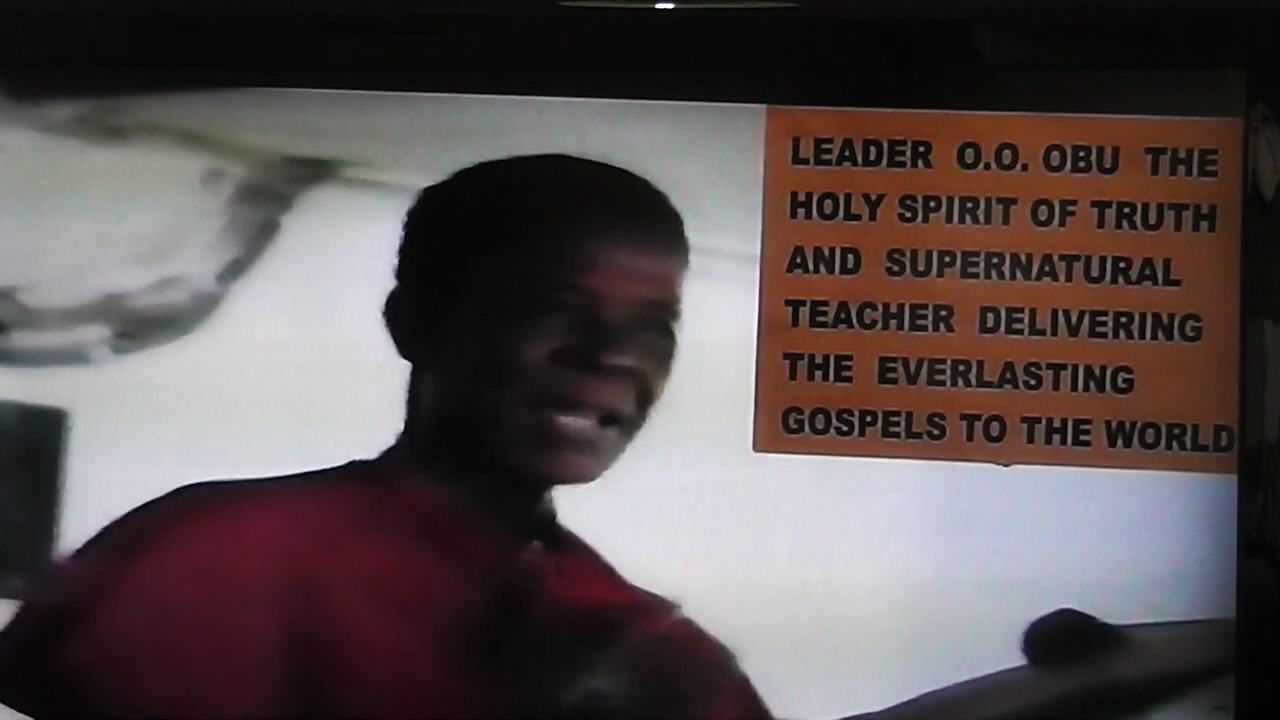 LEADER O.O. OBU THE
HOLY SPIRIT OF TRUTH
AND SUPERNATURAL
TEACHER DELIVERING
THE EVERLASTING
GOSPELS TO THE WORLD